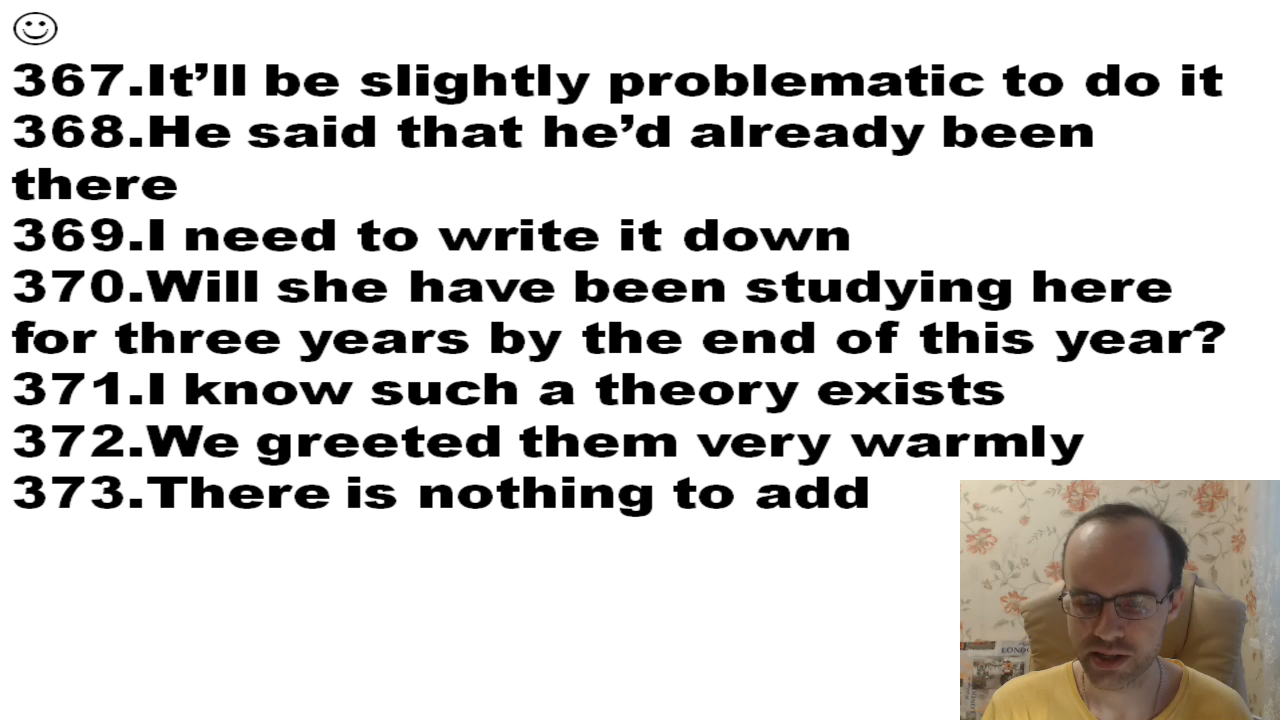 367.It’ll be slightly problematic to do it
368.He said that he’d already been
there
369.I need to write it down
370.Will she have been studying here
for three years by the end of this year?
371.I know such a theory exists
372.We greeted them very warmly
373.There is nothing to add